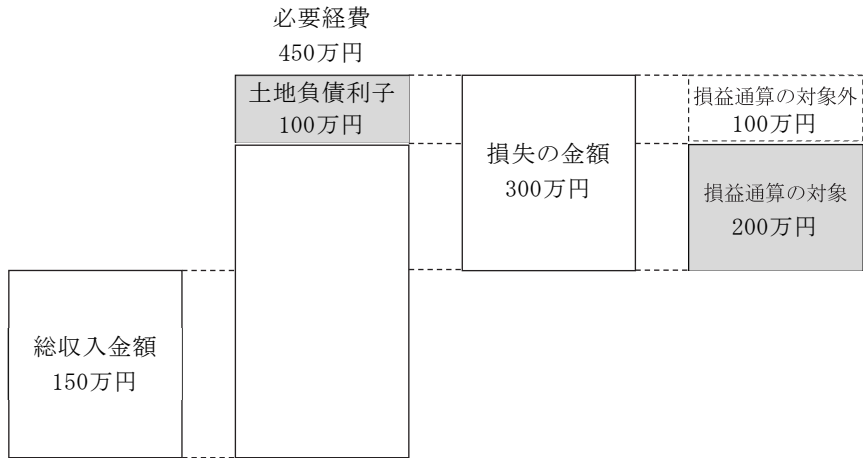 必要経費
450万円
土地負債利子
100万円
損失の金額
300万円
損益通算の対象外
100万円
損益通算の対象
200万円
総収入金額
150万円